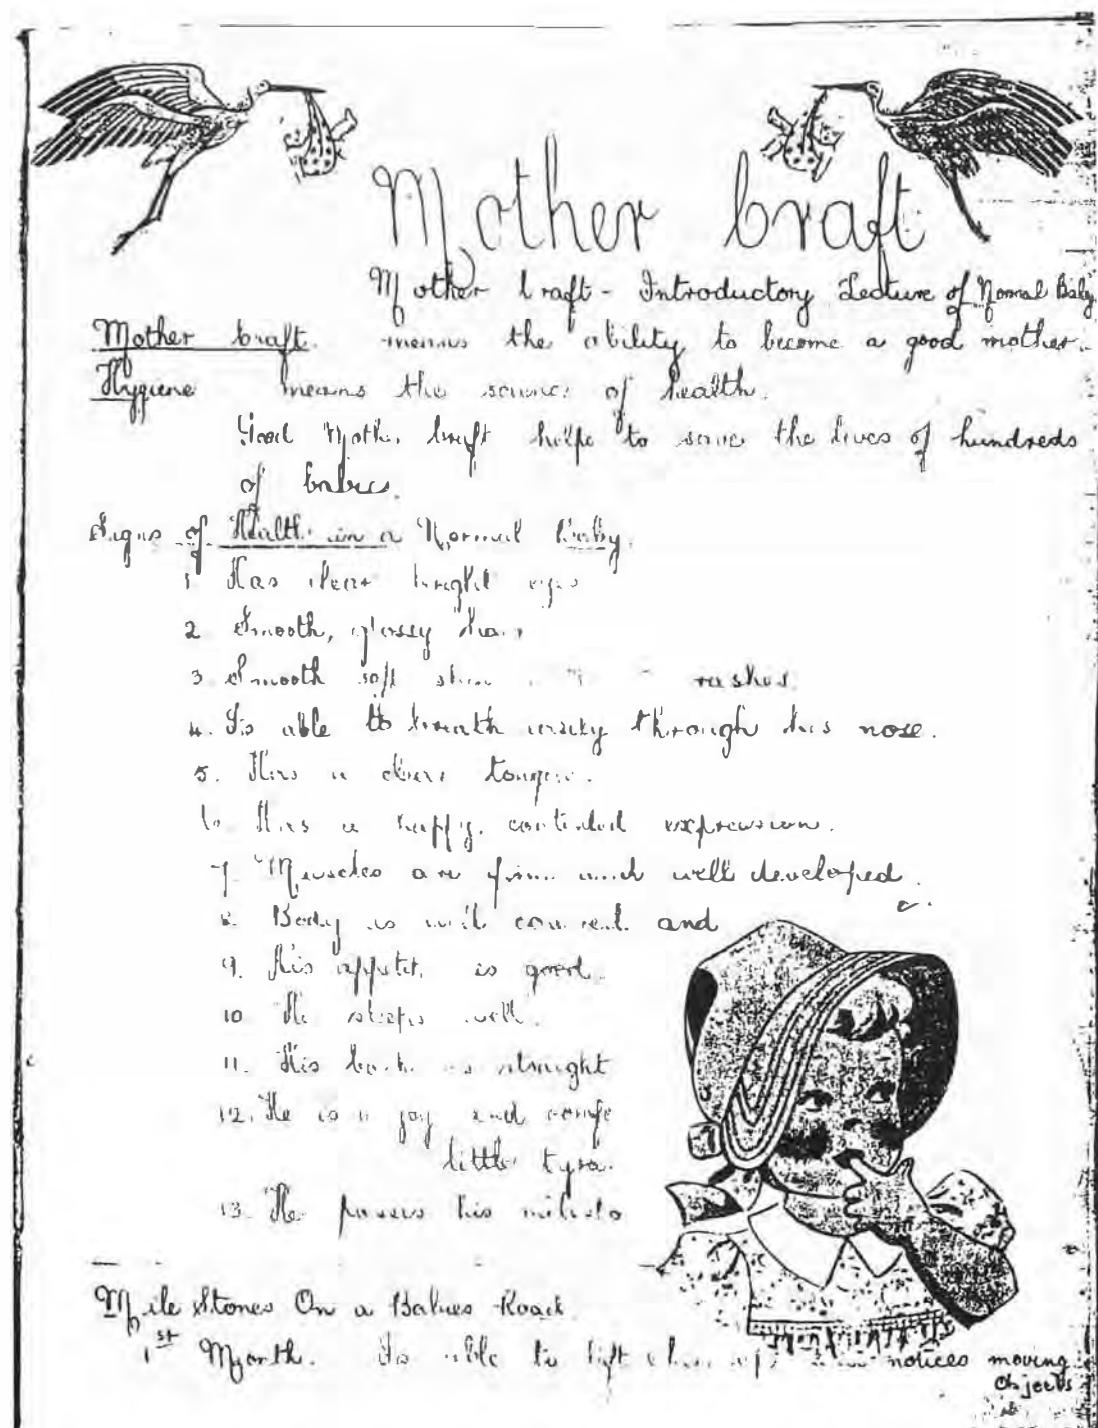 Mother Craft
Mother Craft - Introductory Lecture of Normal Baby.
Mother Craft. means the ability to become a good mother.
Hygiene means the science of health.
Good Mother Craft helps to save the lives of hundreds
of babies.
Signs of Health in a Normal Baby.
1 Has clear bright eyes
2 Smooth, glossy hair
3 Smooth soft skin rashes.
4. Is able to breath easily through his nose.
5. Has a clean tongue.
6. Has a happy, contented expression.
7. Muscles are firm and well developed.
8. Body is well covered and
9. His appetite is good.
10 He sleeps well.
11. His back is straight
12. He is a joy and
little
13. He passes his
Mile Stones On a Babies Road
1st Month. Is able to lift chin up notices moving
objects